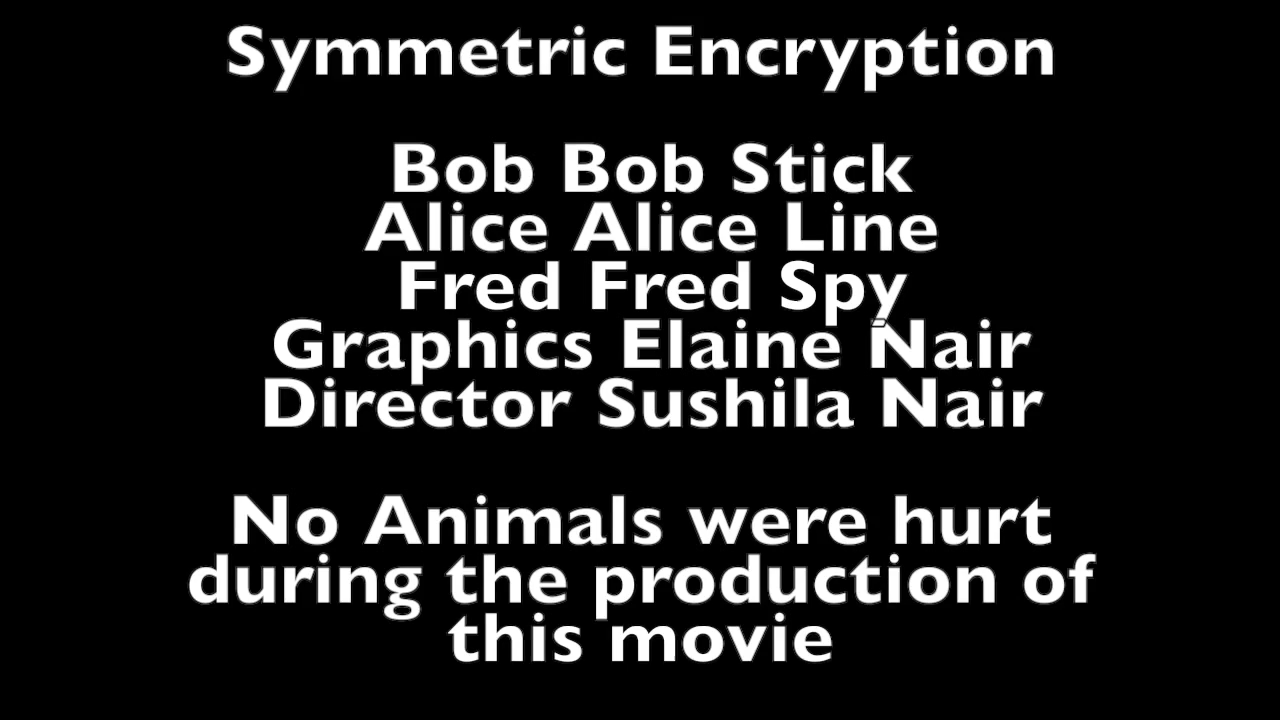 Symmetric Encryption
Bob Bob Stick
Alice Alice Line
Fred Fred Spy
Graphics Elaine Nair
Director Sushila Nair
No Animals were hurt
during the production of
this movie